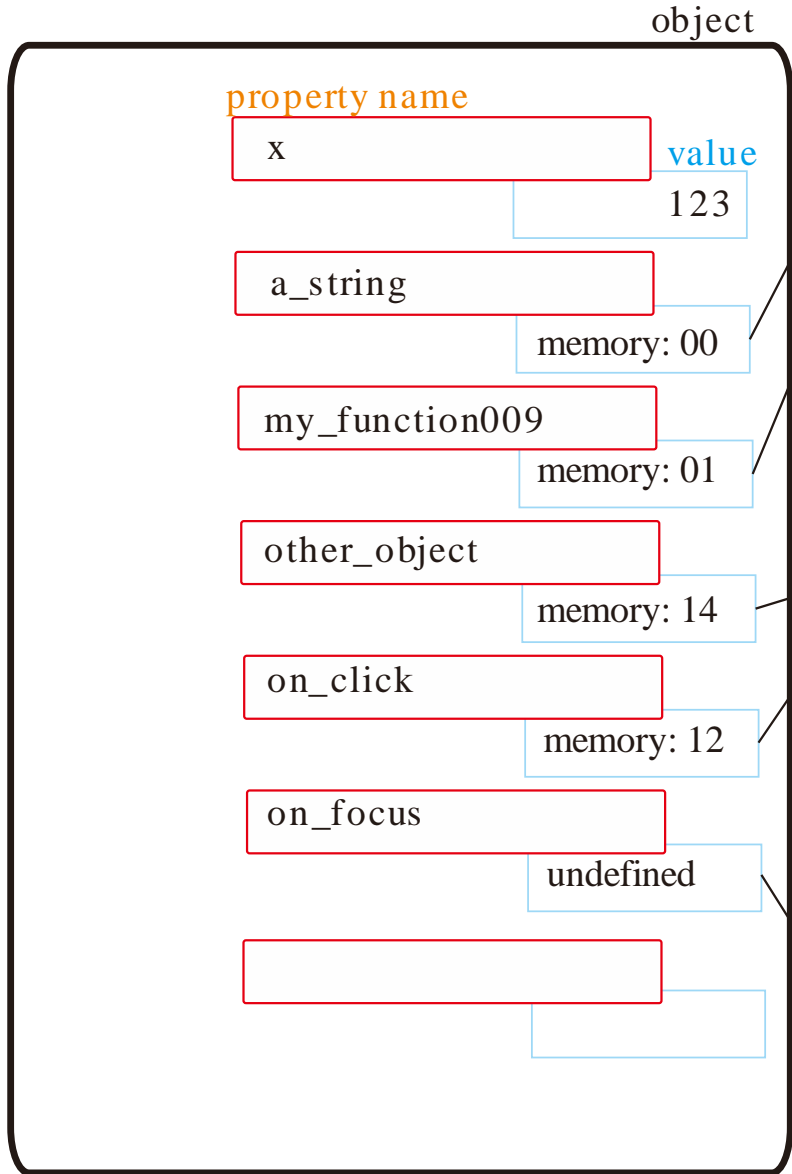 object
property name
x
value
123
a_string
memory: 00
my_function009
memory: 01
other_object
memory: 14
on_click
memory: 12
on_focus
undefined